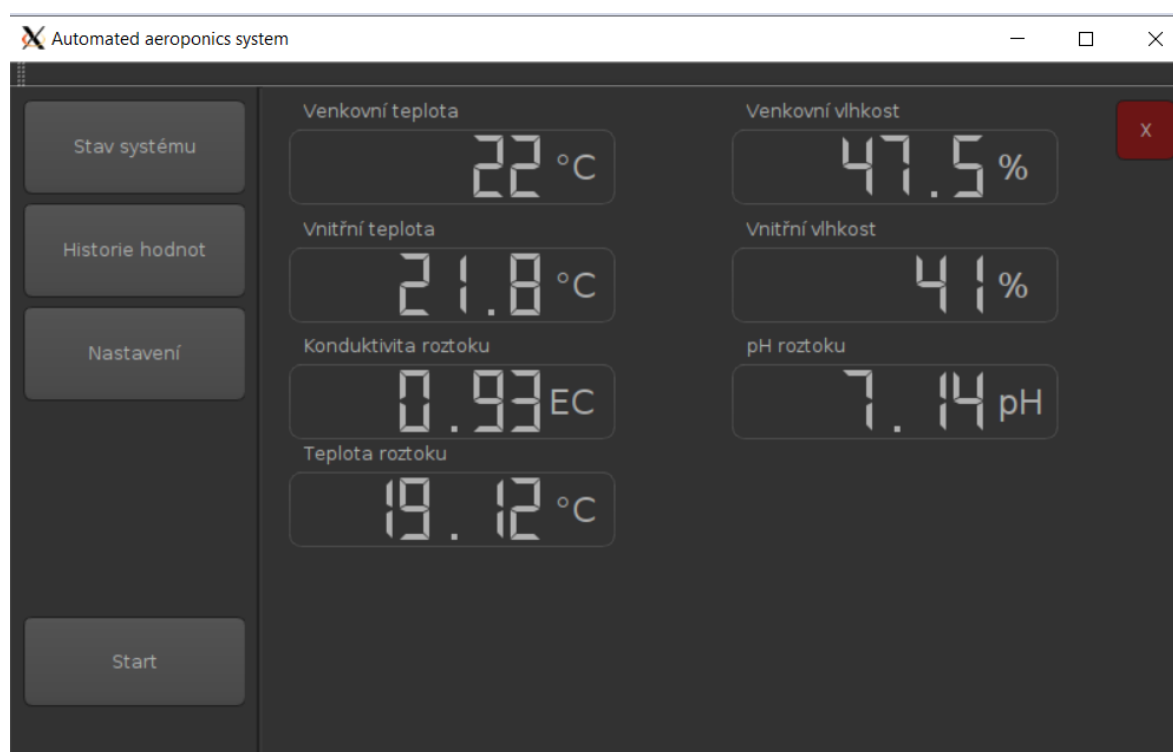 Automated aeroponics system
Stav systému
Historie hodnot
Nastavení
Start
Venkovní teplota
22 °C
Venkovní vlhkost
47.5 %
Vnitřní teplota
21.8 °C
Vnitřní vlhkost
41 %
Konduktivita roztoku
0.93 EC
pH roztoku
7.14 pH
Teplota roztoku
19.12 °C
x